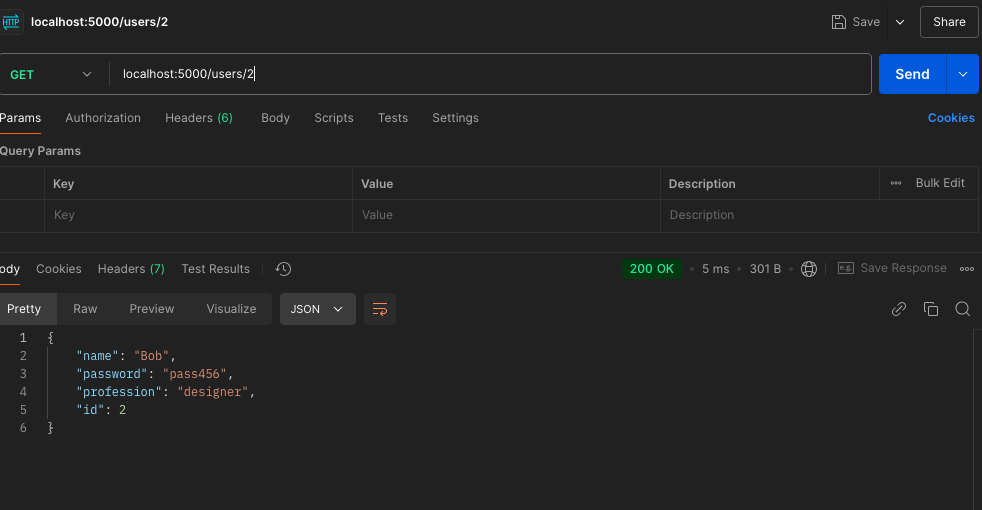 HTTP localhost:5000/users/2 Save Share
GET localhost:5000/users/2 Send
Params Authorization Headers (6) Body Scripts Tests Settings Cookies
Query Params
Key Value Description ••• Bulk Edit
Key Value Description
ody Cookies Headers (7) Test Results 200 OK • 5 ms • 301 B • e.g. Save Response •••
Pretty Raw Preview Visualize JSON
1 {
2 "name": "Bob",
3 "password": "pass456",
4 "profession": "designer",
5 "id": 2
6 }